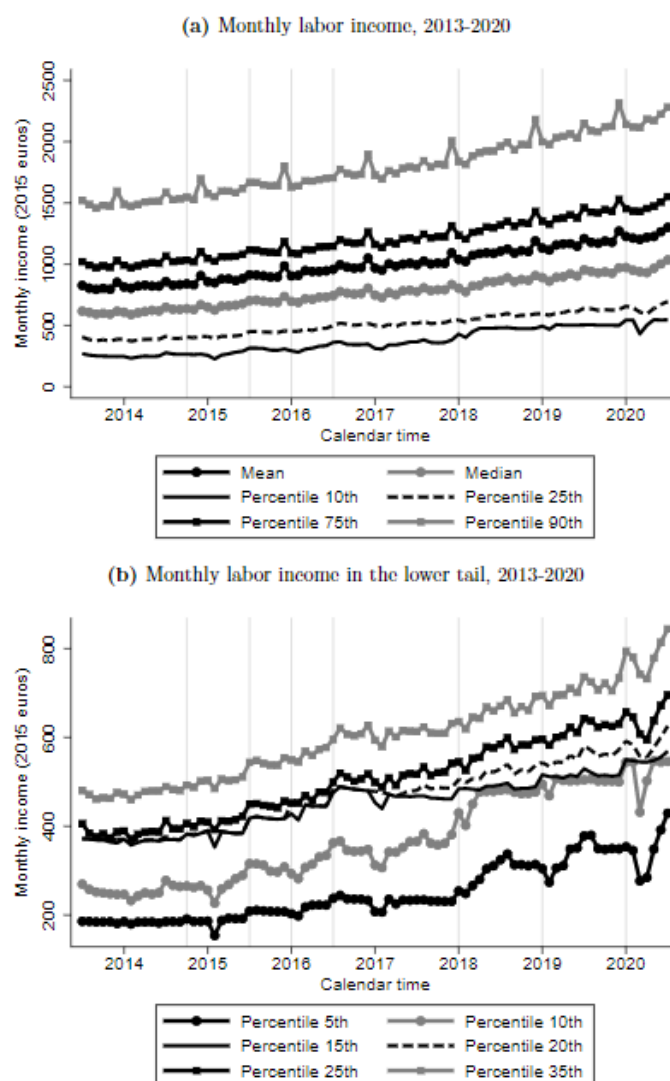 (a) Monthly labor income, 2013-2020
Monthly income (2015 euros)
2500
2000
1500
1000
500
0
2014 2015 2016 2017 2018 2019 2020
Calendar time
Mean Median
Percentile 10th Percentile 25th
Percentile 75th Percentile 90th
(b) Monthly labor income in the lower tail, 2013-2020
Monthly income (2015 euros)
800
600
400
200
2014 2015 2016 2017 2018 2019 2020
Calendar time
Percentile 5th Percentile 10th
Percentile 15th Percentile 20th
Percentile 25th Percentile 35th